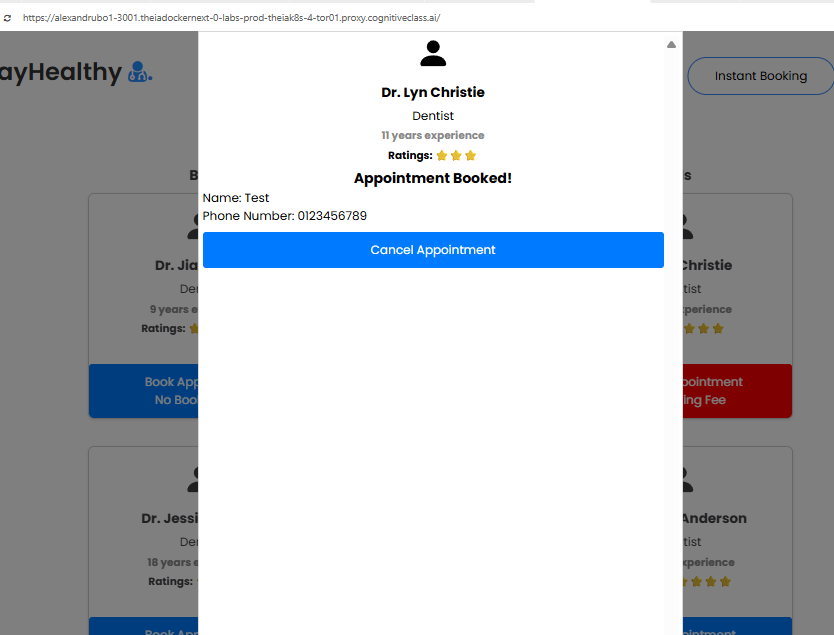 https://alexandrubo1-3001.theiadockernext-0-labs-prod-theiak8s-4-tor01.proxy.cognitiveclass.ai/
ayHealthy
Instant Booking
Dr. Lyn Christie
Dentist
11 years experience
Ratings:
Appointment Booked!
Name: Test
Phone Number: 0123456789
Cancel Appointment
B
s
Dr. Jia
Christie
Den
tist
9 years e
xperience
Ratings:
Book App
pointment
No Boo
ing Fee
Dr. Jessi
Anderson
Den
tist
18 years e
xperience
Ratings:
Book App
ointment